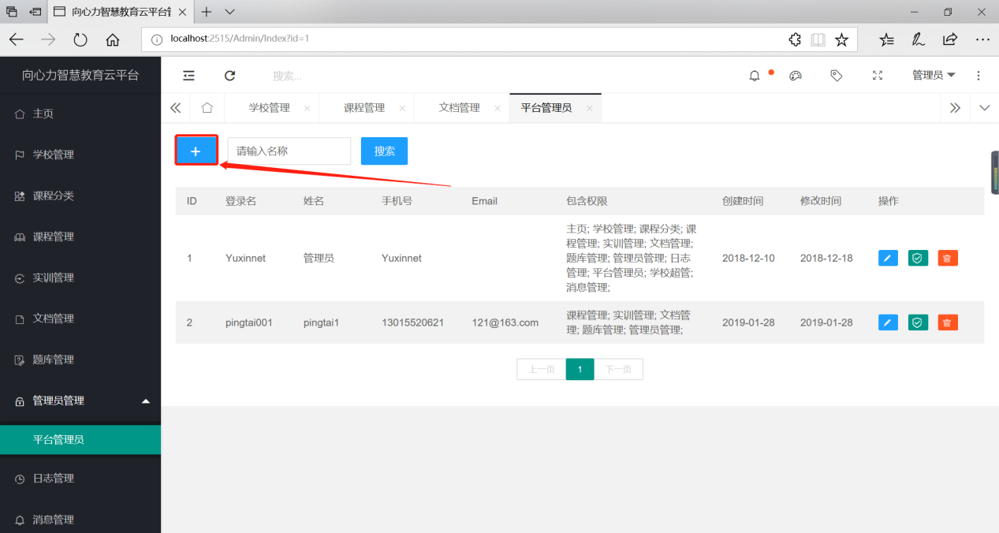 向心力智慧教育云平台管
localhost:2515/Admin/Index?id=1
向心力智慧教育云平台
搜索...
管理员
主页
学校管理
课程分类
课程管理
实训管理
文档管理
题库管理
管理员管理
平台管理员
日志管理
消息管理
学校管理
课程管理
文档管理
平台管理员
+
请输入名称
搜索
ID 登录名 姓名 手机号 Email 包含权限 创建时间 修改时间 操作
1 Yuxinnet 管理员 Yuxinnet
主页; 学校管理; 课程分类; 课
程管理; 实训管理; 文档管理;
题库管理; 管理员管理; 日志
管理; 平台管理员; 学校超管;
消息管理;
2018-12-10 2018-12-18
2 pingtai001 pingtai1 13015520621 121@163.com
课程管理; 实训管理; 文档管
理; 题库管理; 管理员管理;
2019-01-28 2019-01-28
上一页 1 下一页